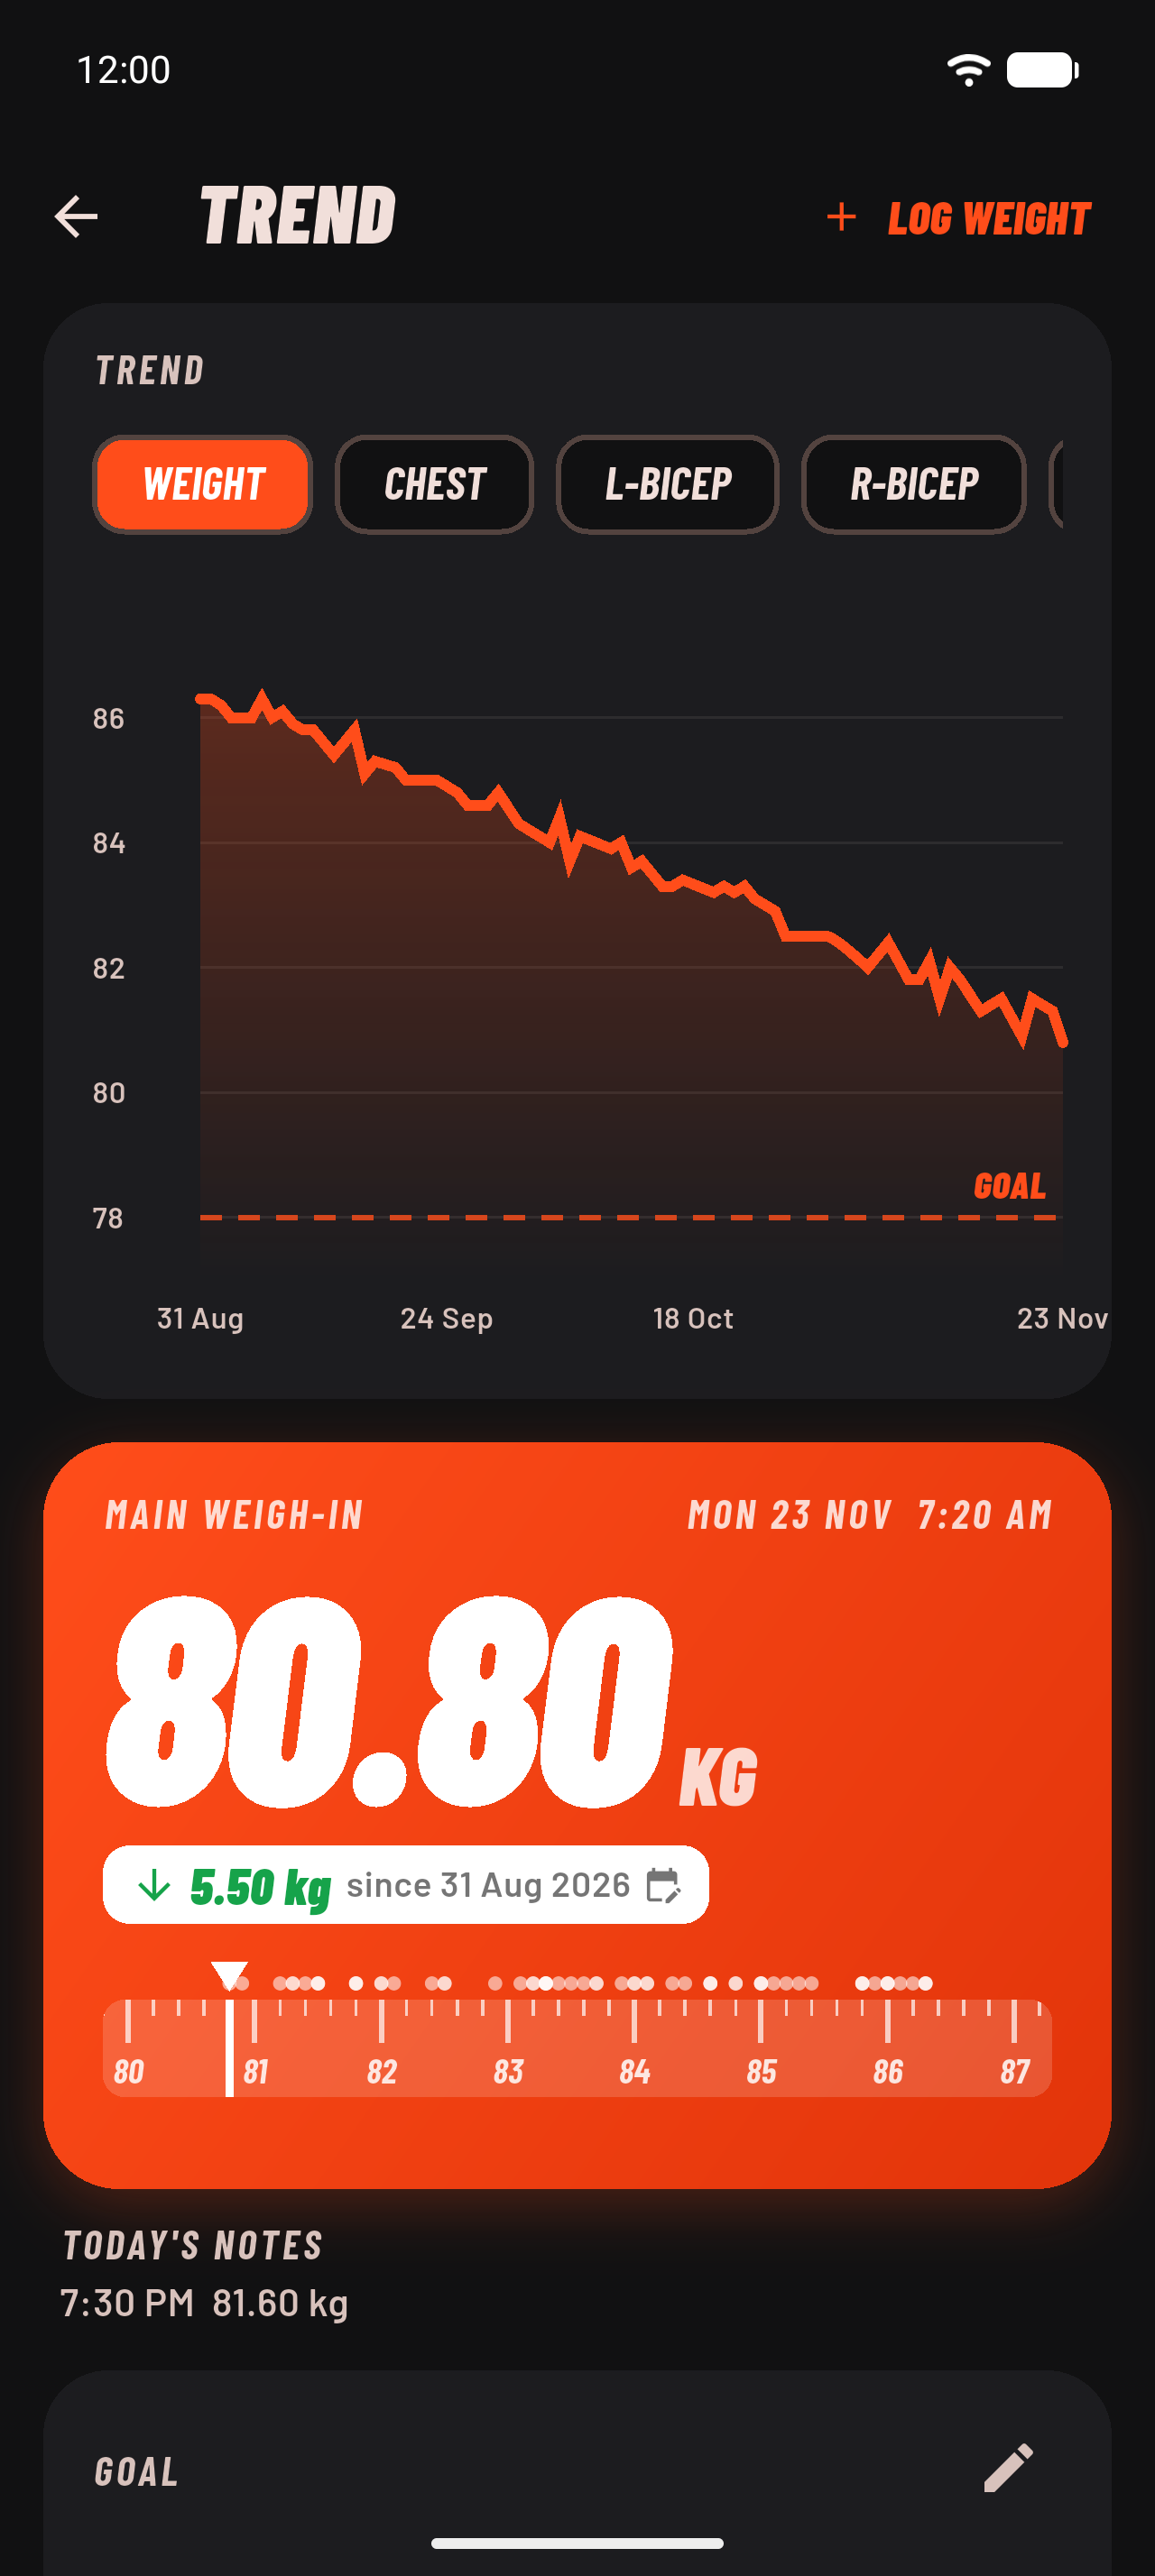 12:00
TREND
+ LOG WEIGHT
TREND
WEIGHT CHEST L-BICEP R-BICEP
86
84
82
80
GOAL
78
31 Aug 24 Sep 18 Oct 23 Nov
MAIN WEIGH-IN MON 23 NOV 7:20 AM
80.80 KG
5.50 kg since 31 Aug 2026
80 81 82 83 84 85 86 87
TODAY'S NOTES
7:30 PM 81.60 kg
GOAL